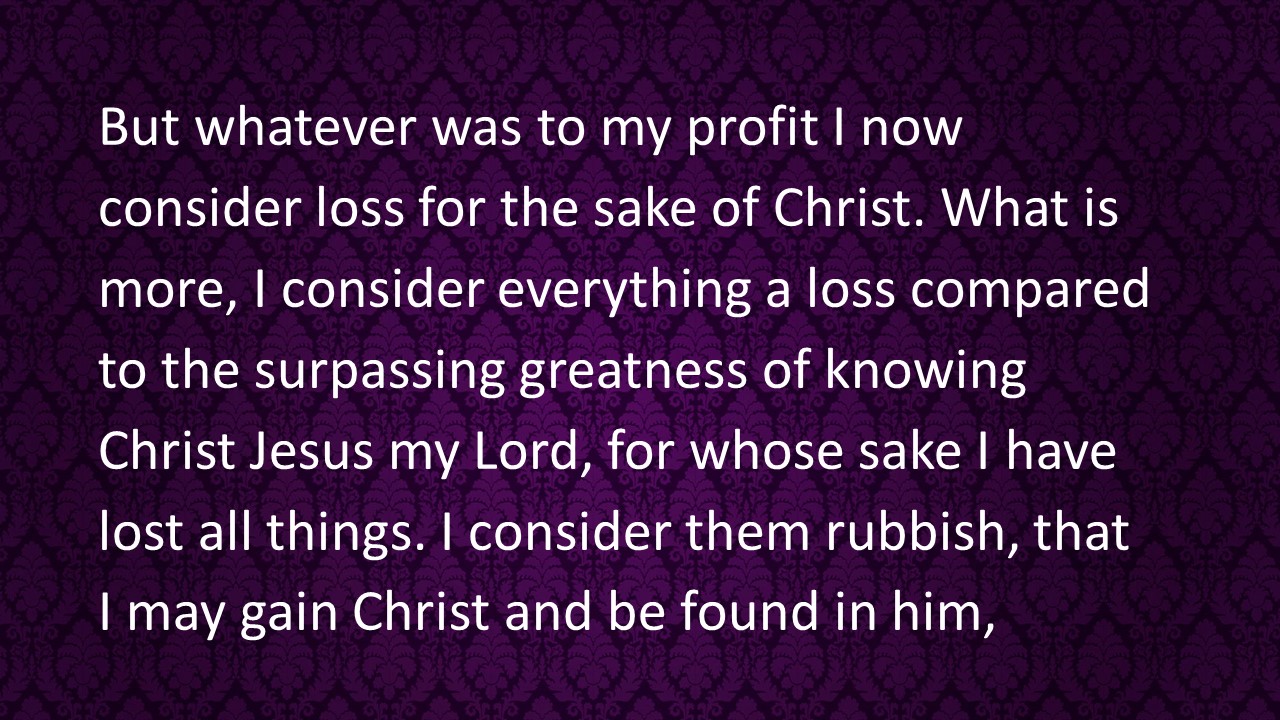 But whatever was to my profit I now
consider loss for the sake of Christ. What is
more, I consider everything a loss compared
to the surpassing greatness of knowing
Christ Jesus my Lord, for whose sake I have
lost all things. I consider them rubbish, that
I may gain Christ and be found in him,